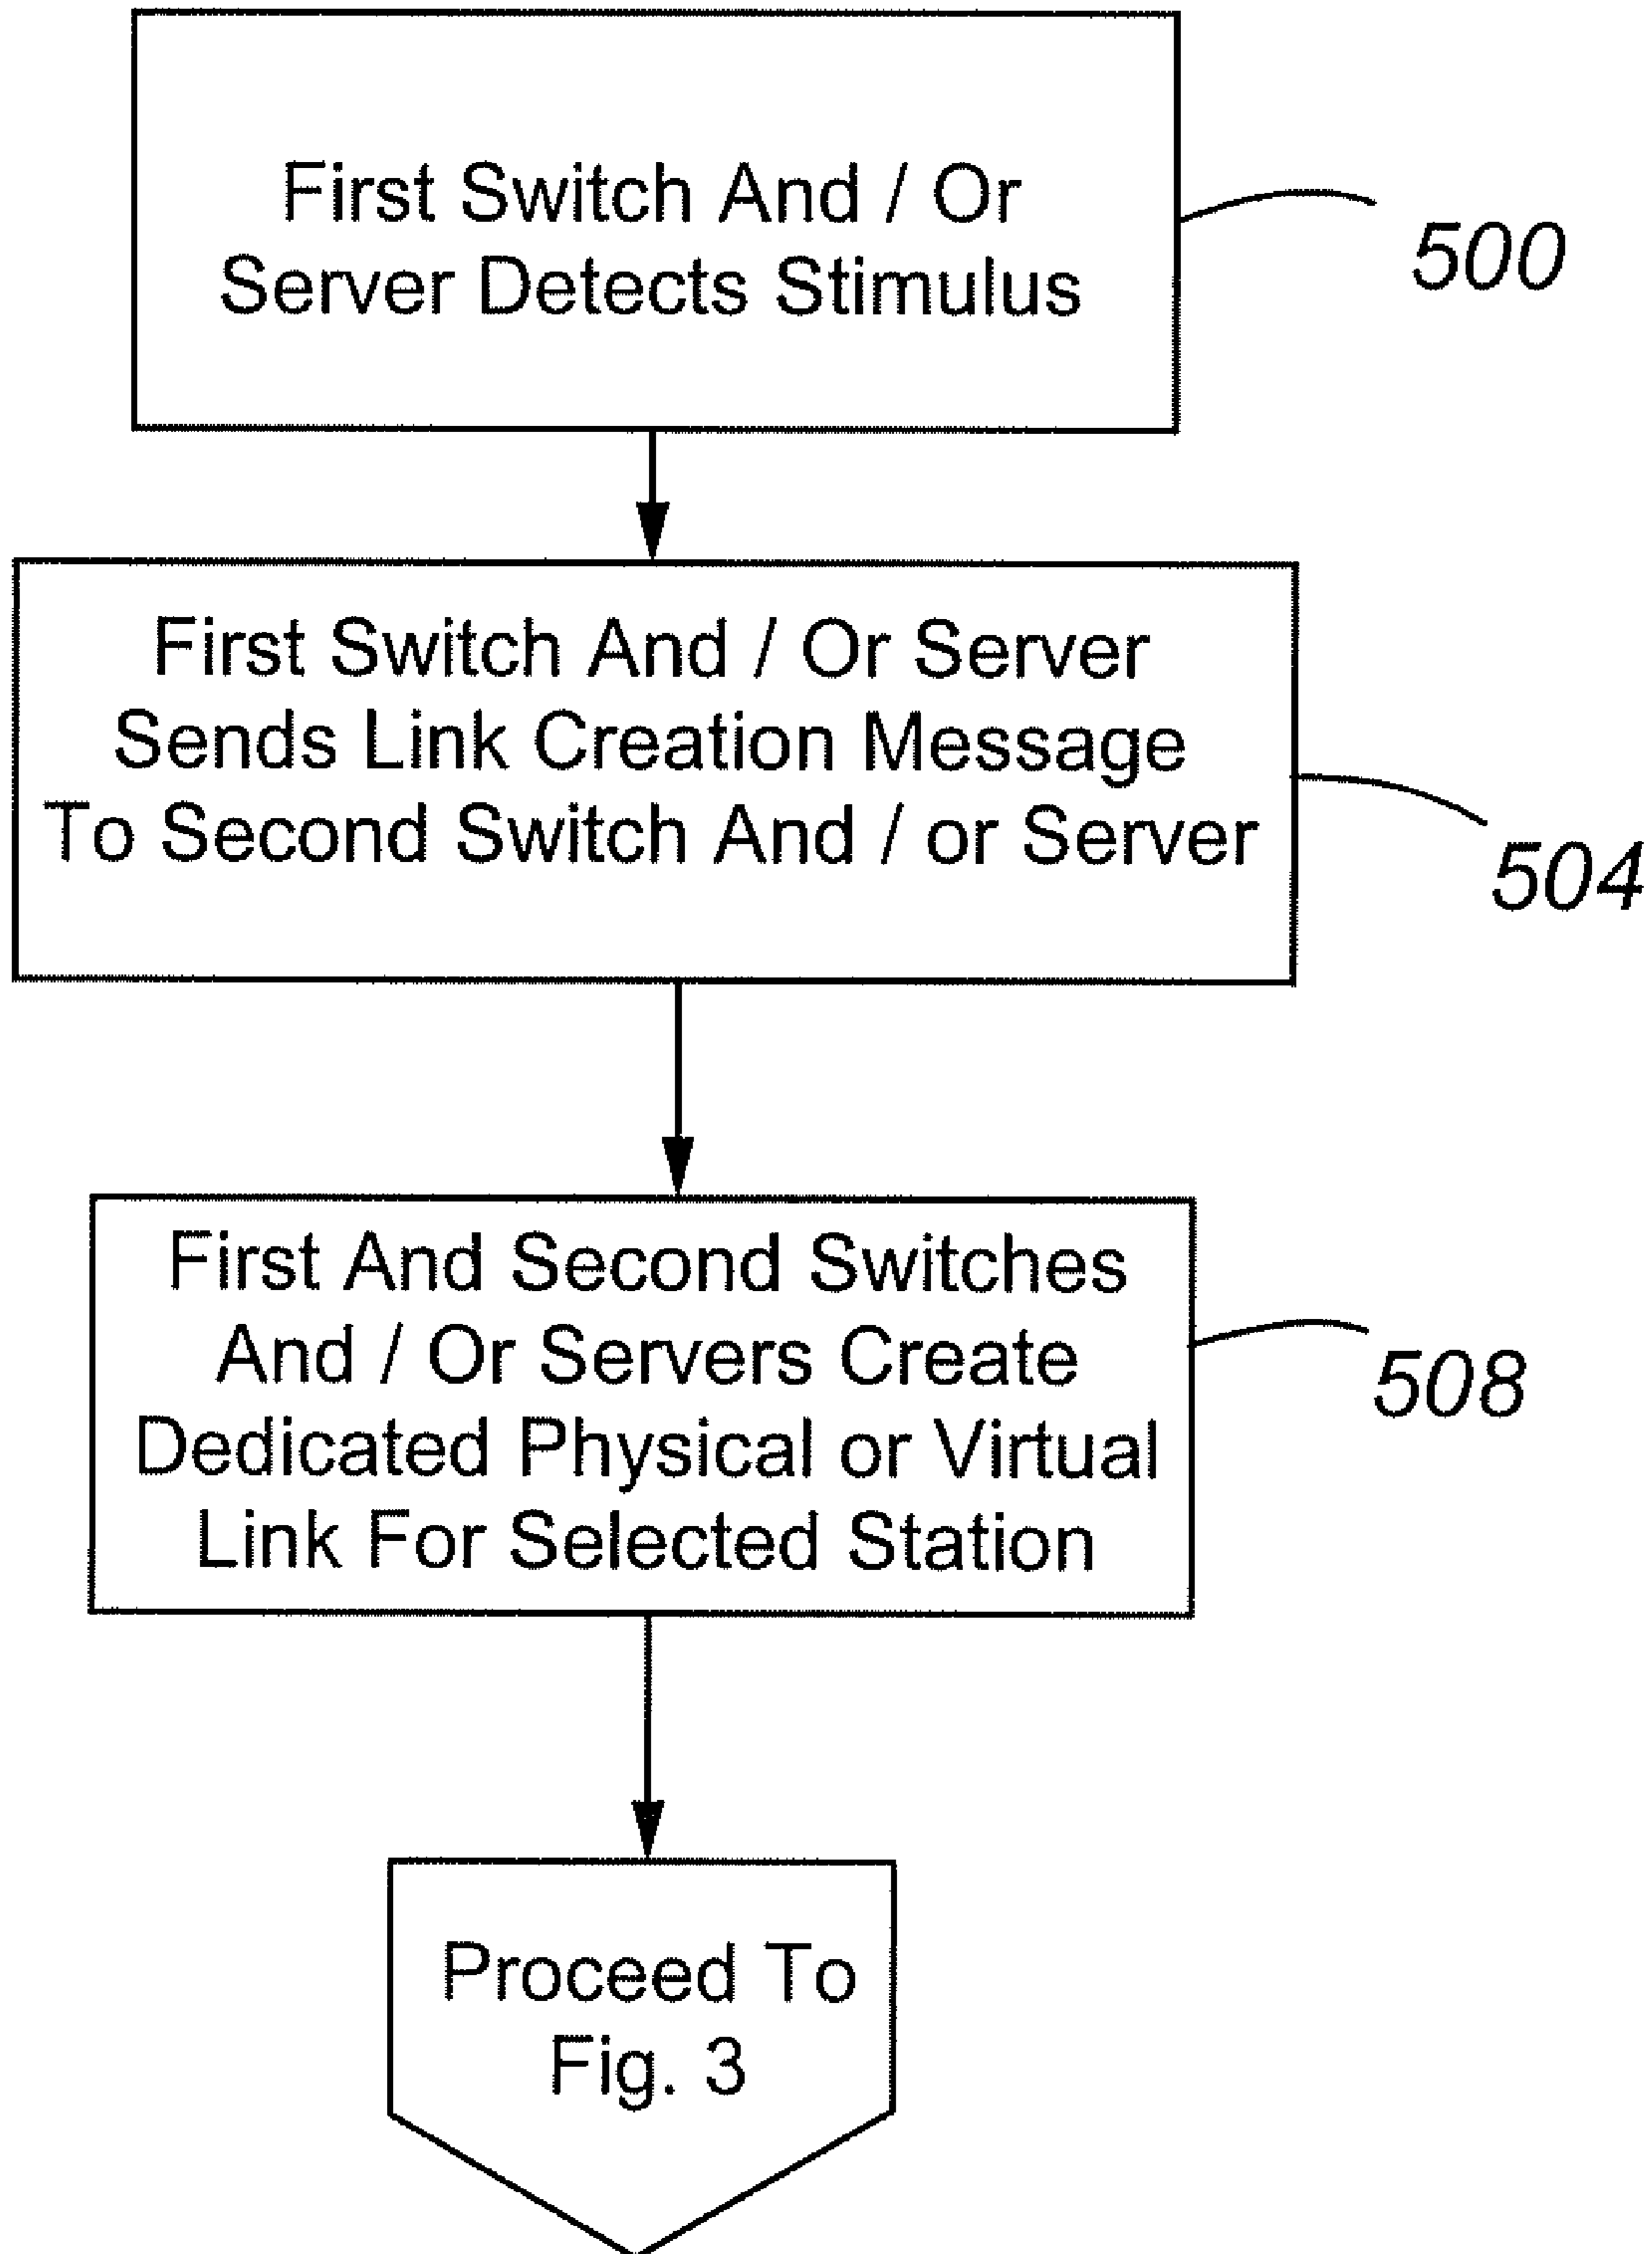 First Switch And / Or
Server Detects Stimulus
500
First Switch And / Or Server
Sends Link Creation Message
To Second Switch And / or Server
504
First And Second Switches
And / Or Servers Create
Dedicated Physical or Virtual
Link For Selected Station
508
Proceed To
Fig. 3